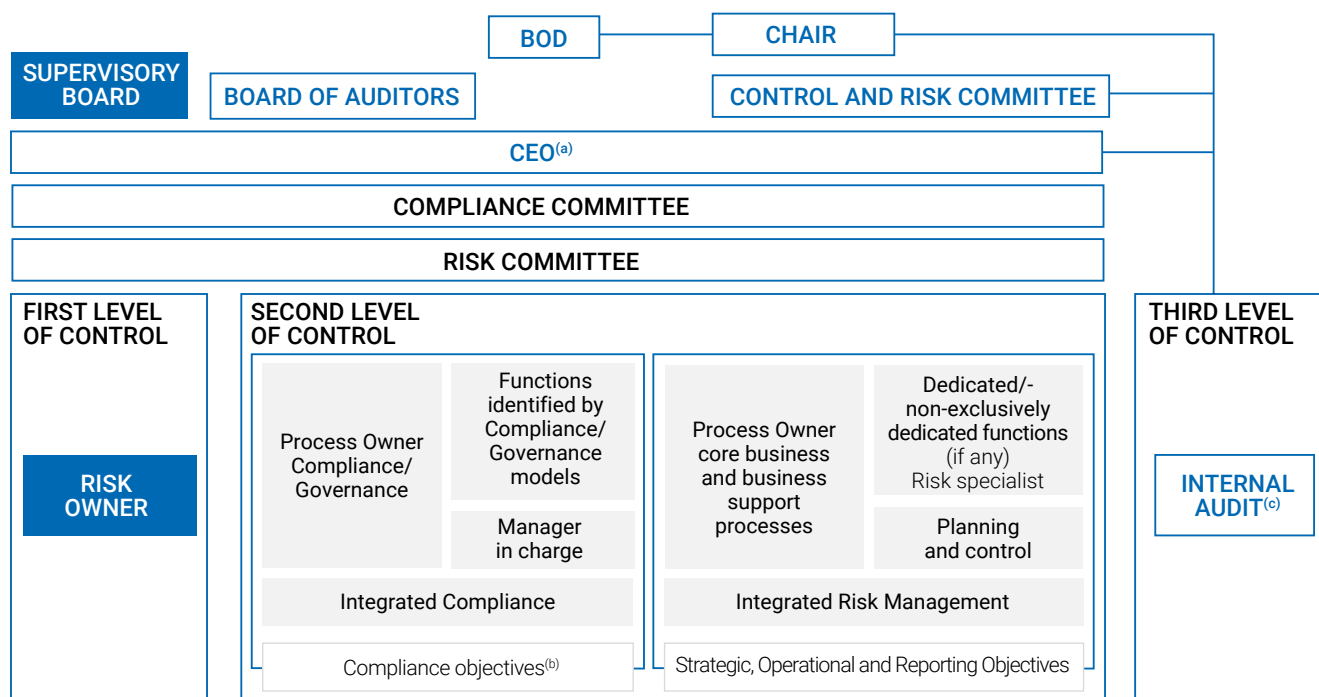 BOD
CHAIR
SUPERVISORY
BOARD
BOARD OF AUDITORS
CONTROL AND RISK COMMITTEE
CEO(a)
COMPLIANCE COMMITTEE
RISK COMMITTEE
FIRST LEVEL
OF CONTROL
RISK
OWNER
SECOND LEVEL
OF CONTROL
Process Owner
Compliance/
Governance
Functions
identified by
Compliance/
Governance
models
Manager
in charge
Integrated Compliance
Compliance objectives(b)
Process Owner
core business
and business
support
processes
Dedicated/-
non-exclusively
dedicated functions
(if any)
Risk specialist
Planning
and control
Integrated Risk Management
Strategic, Operational and Reporting Objectives
THIRD LEVEL
OF CONTROL
INTERNAL
AUDIT(c)